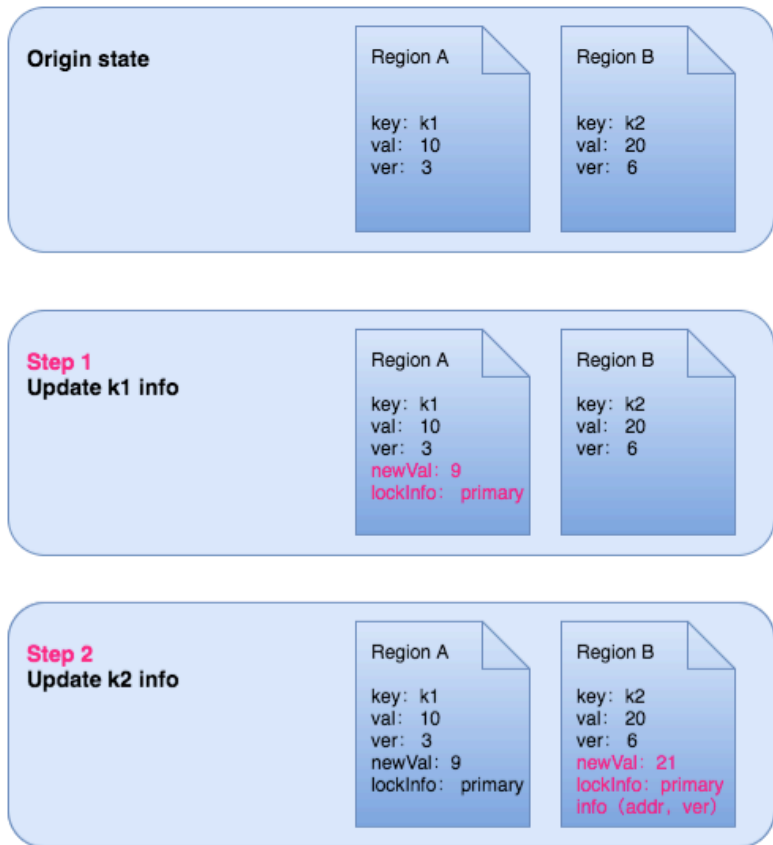 Origin state
Region A
key: k1
val: 10
ver: 3
Region B
key: k2
val: 20
ver: 6
Step 1
Update k1 info
Region A
key: k1
val: 10
ver: 3
newVal: 9
lockInfo: primary
Region B
key: k2
val: 20
ver: 6
Step 2
Update k2 info
Region A
key: k1
val: 10
ver: 3
newVal: 9
lockInfo: primary
Region B
key: k2
val: 20
ver: 6
newVal: 21
lockInfo: primary
info (addr, ver)